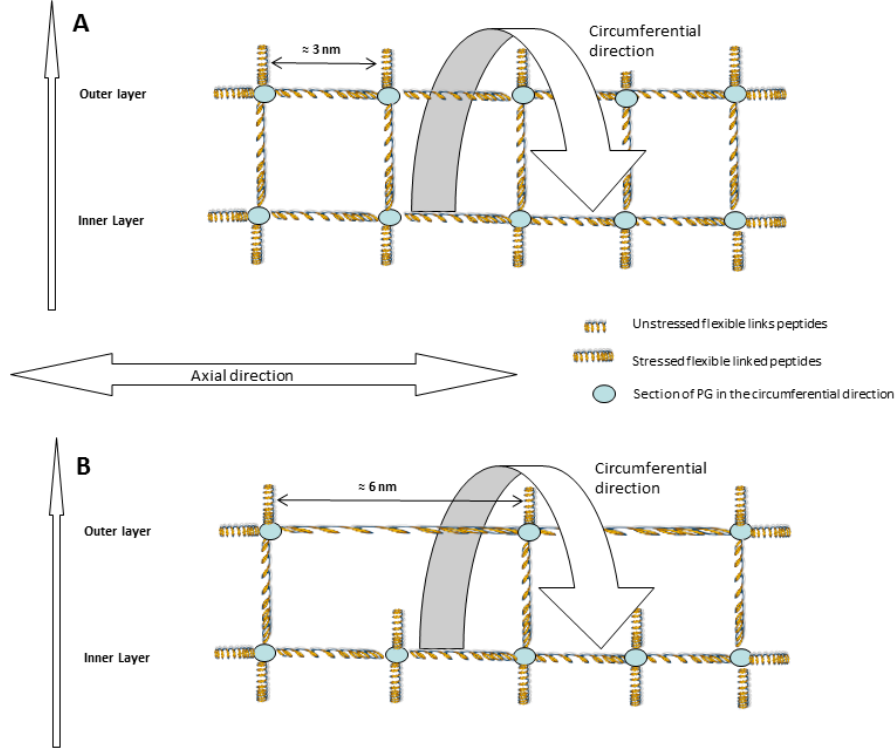 A
Circumferential
direction
≈ 3 nm
Outer layer
Inner Layer
Unstressed flexible links peptides
Axial direction
Stressed flexible linked peptides
Section of PG in the circumferential direction
B
Circumferential
direction
≈ 6 nm
Outer layer
Inner Layer